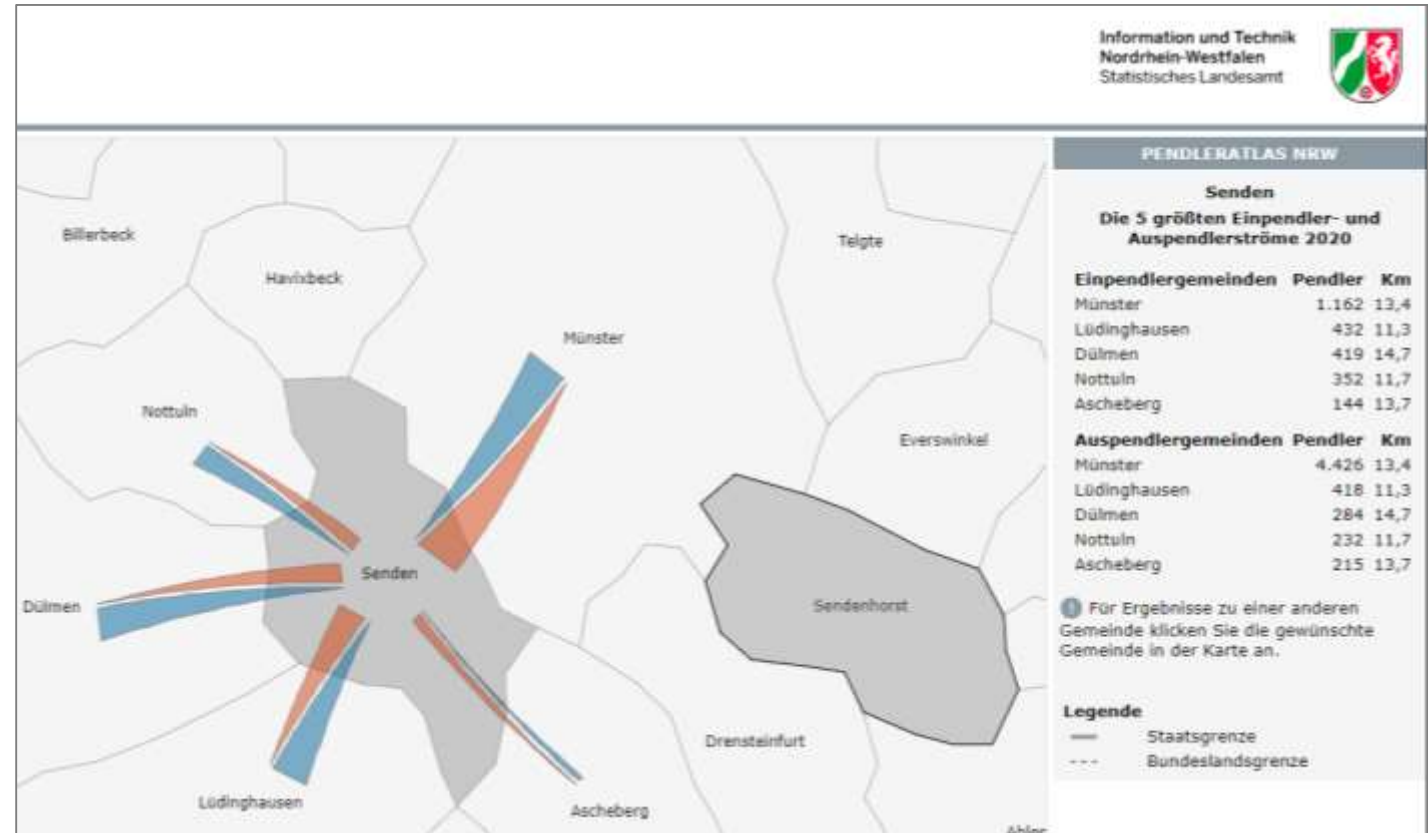 Information und Technik
Nordrhein-Westfalen
Statistisches Landesamt
PENDLERATLAS NRW
Senden
Die 5 größten Einpendler- und
Auspendlerströme 2020
Einpendlergemeinden Pendler Km
Münster 1.162 13,4
Lüdinghausen 432 11,3
Dülmen 419 14,7
Nottuln 352 11,7
Ascheberg 144 13,7
Auspendlergemeinden Pendler Km
Münster 4.426 13,4
Lüdinghausen 418 11,3
Dülmen 284 14,7
Nottuln 232 11,7
Ascheberg 215 13,7
Für Ergebnisse zu einer anderen
Gemeinde klicken Sie die gewünschte
Gemeinde in der Karte an.
Legende
Staatsgrenze
Bundeslandsgrenze
Billerbeck
Telgte
Havixbeck
Münster
Nottuln
Everswinkel
Senden
Dülmen
Sendenhorst
Drensteinfurt
Lüdinghausen
Ascheberg